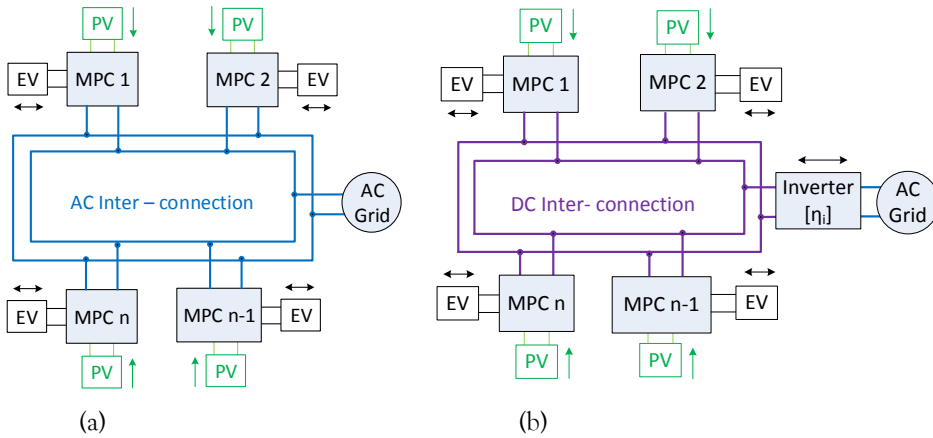 PV
PV
EV
MPC 1
MPC 2
EV
AC Inter – connection
AC
Grid
EV
MPC n
MPC n-1
EV
PV
PV
(a)
PV
PV
EV
MPC 1
MPC 2
EV
DC Inter- connection
Inverter
[ηi]
AC
Grid
EV
MPC n
MPC n-1
EV
PV
PV
(b)